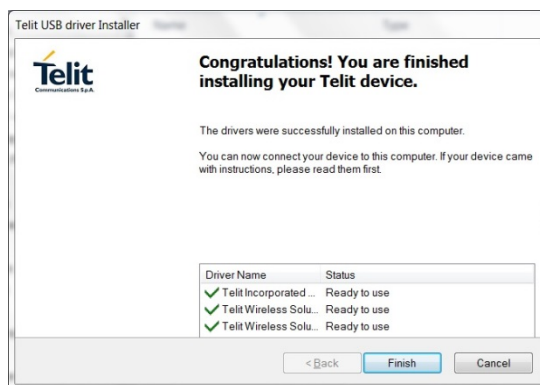 Telit USB driver Installer
Name
Type
Telit
Communications S.p.A.
Congratulations! You are finished
installing your Telit device.
The drivers were successfully installed on this computer.
You can now connect your device to this computer. If your device came
with instructions, please read them first.
Driver Name Status
Telit Incorporated ... Ready to use
Telit Wireless Solu... Ready to use
Telit Wireless Solu... Ready to use
< Back Finish Cancel